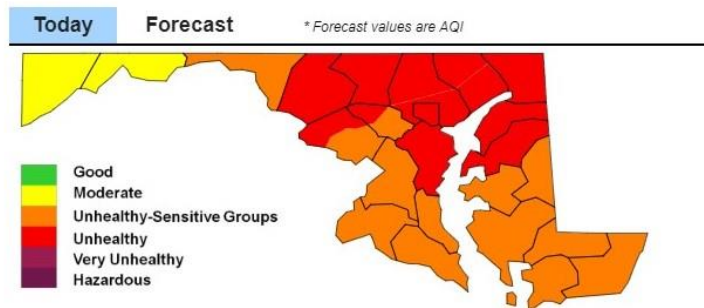 Today Forecast * Forecast values are AQI
Good
Moderate
Unhealthy-Sensitive Groups
Unhealthy
Very Unhealthy
Hazardous